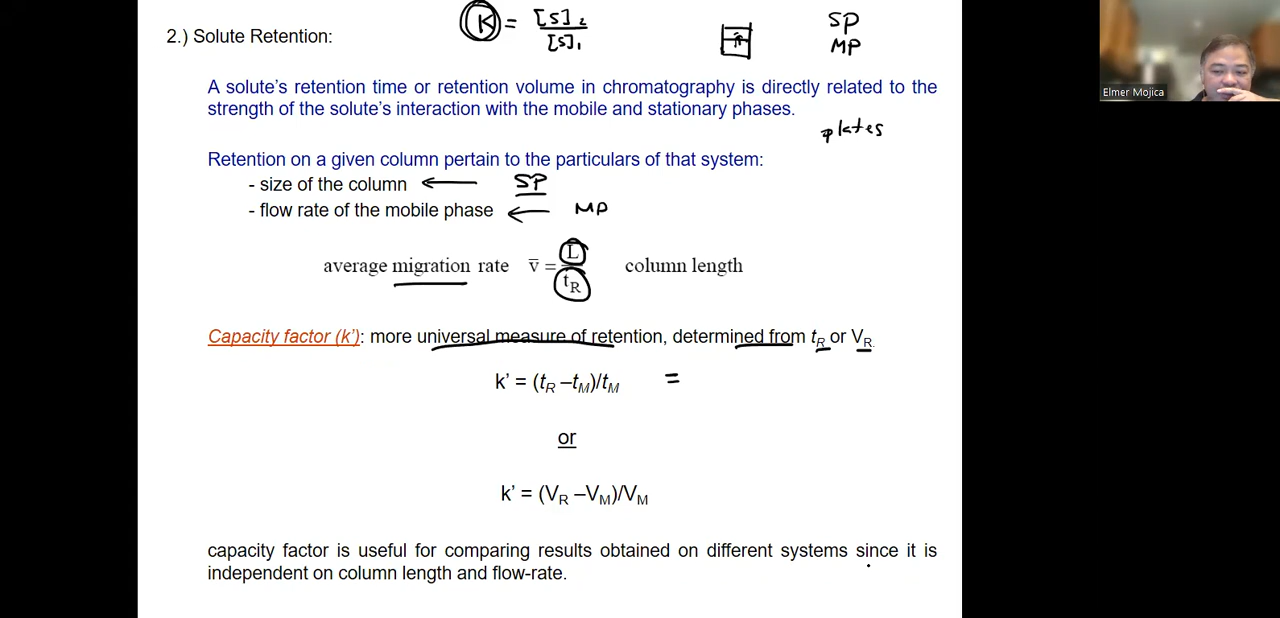 2.) Solute Retention:
K = [S]₂ / [S]₁
SP
MP
Elmer Mojica
A solute's retention time or retention volume in chromatography is directly related to the
strength of the solute's interaction with the mobile and stationary phases.
plates
Retention on a given column pertain to the particulars of that system:
- size of the column ← SP
- flow rate of the mobile phase ← MP
average migration rate v̄ = L / tR column length
Capacity factor (k'): more universal measure of retention, determined from tR or VR.
k' = (tR –tM)/tM =
or
k' = (VR –VM)/VM
capacity factor is useful for comparing results obtained on different systems since it is
independent on column length and flow-rate.